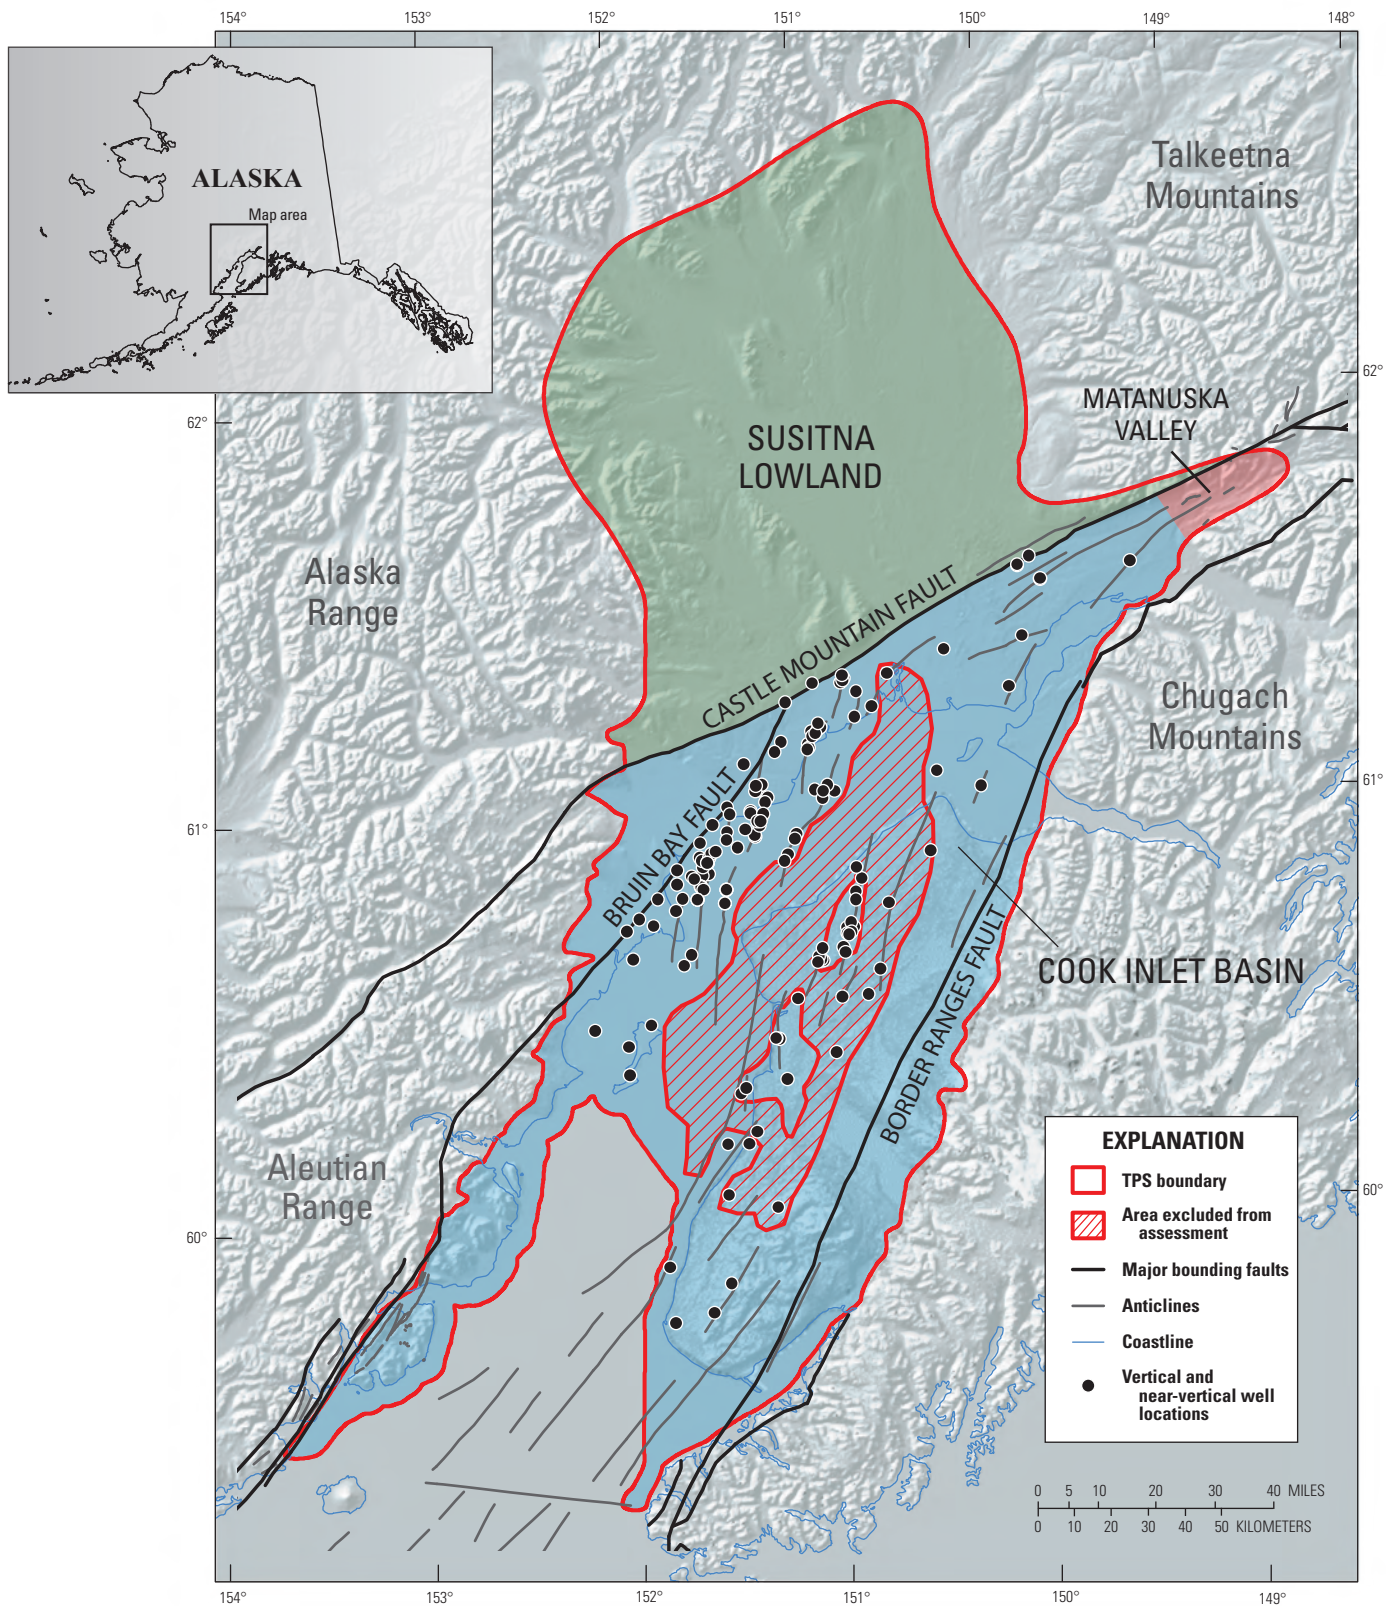 154°
153°
152°
151°
150°
149°
148°
ALASKA
Map area
Talkeetna
Mountains
62°
62°
MATANUSKA
VALLEY
SUSITNA
LOWLAND
Alaska
Range
CASTLE MOUNTAIN FAULT
Chugach
Mountains
61°
61°
BRUIN BAY FAULT
COOK INLET BASIN
BORDER RANGES FAULT
Aleutian
Range
60°
60°
EXPLANATION
TPS boundary
Area excluded from
assessment
Major bounding faults
Anticlines
Coastline
Vertical and
near-vertical well
locations
0 5 10 20 30 40 MILES
0 10 20 30 40 50 KILOMETERS
154°
153°
152°
151°
150°
149°